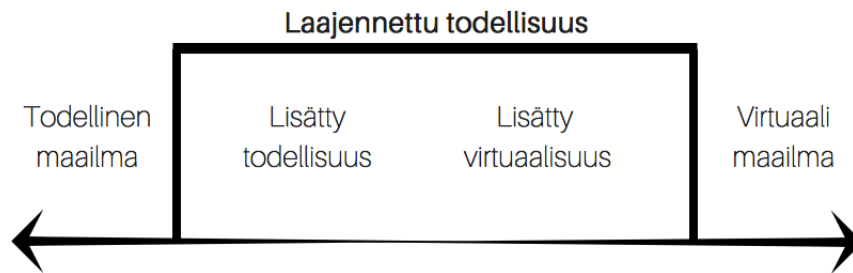 Laajennettu todellisuus
Todellinen
maailma
Lisätty
todellisuus
Lisätty
virtuaalisuus
Virtuaali
maailma